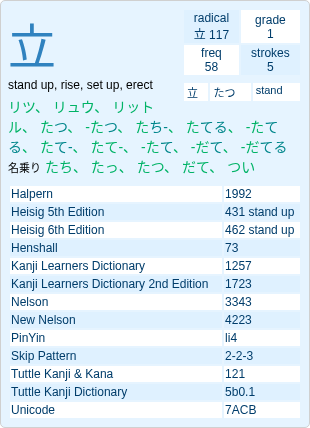 立
radical
立 117
grade
1
freq
58
strokes
5
stand up, rise, set up, erect
立 たつ stand
リツ、 リュウ、 リット
ル、 たつ、 -たつ、 たち-、 たてる、 -たて
る、 たて-、 たて-、 -たて、 -だて、 -だてる
名乗り たち、 たっ、 たつ、 だて、 つい
Halpern 1992
Heisig 5th Edition 431 stand up
Heisig 6th Edition 462 stand up
Henshall 73
Kanji Learners Dictionary 1257
Kanji Learners Dictionary 2nd Edition 1723
Nelson 3343
New Nelson 4223
PinYin li4
Skip Pattern 2-2-3
Tuttle Kanji & Kana 121
Tuttle Kanji Dictionary 5b0.1
Unicode 7ACB